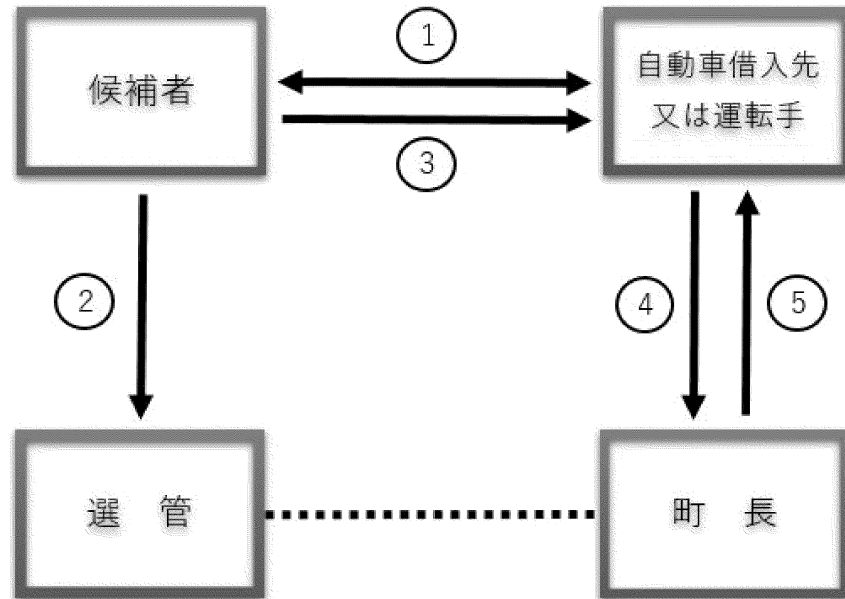 ①
候補者
自動車借入先
又は運転手
③
②
④
⑤
選　管
町　長